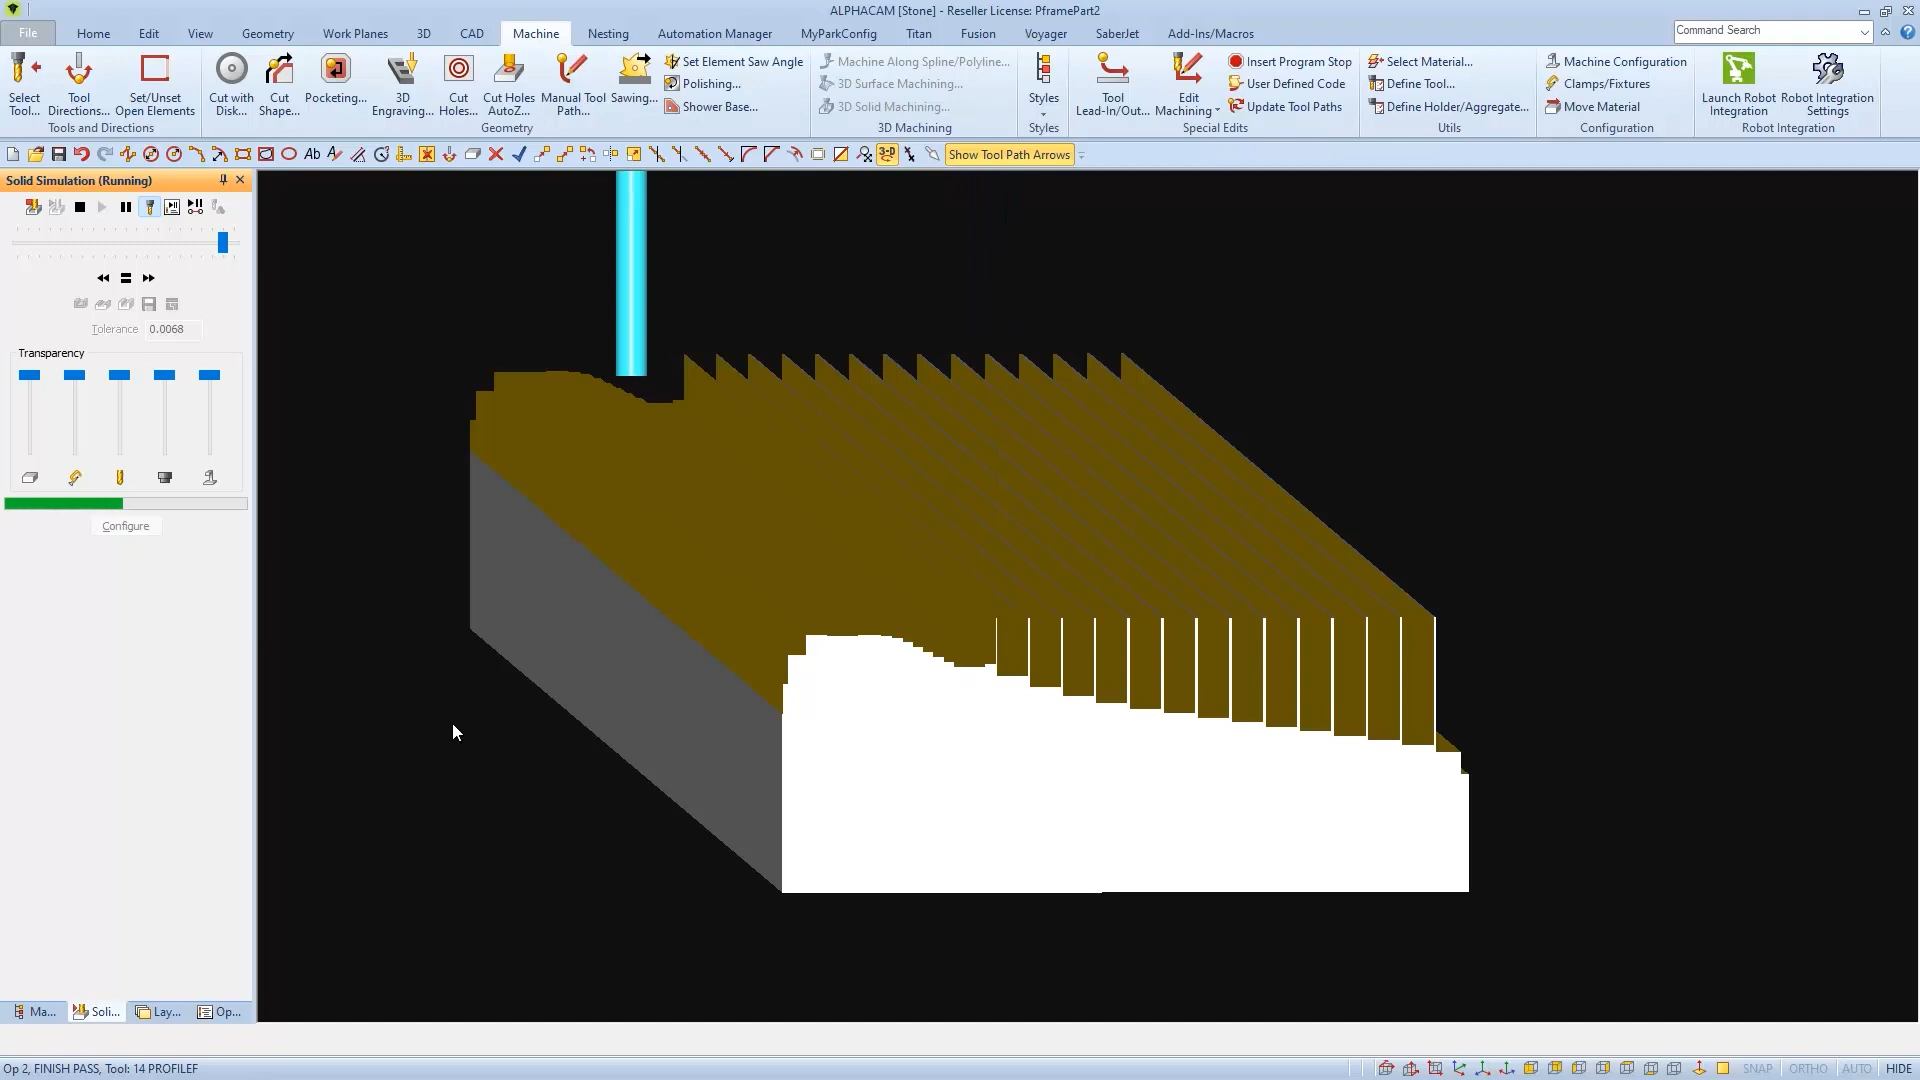 ALPHACAM [Stone] - Reseller License: PframePart2
File Home Edit View Geometry Work Planes 3D CAD Machine Nesting Automation Manager MyParkConfig Titan Fusion Voyager SaberJet Add-Ins/Macros Command Search
Select Tool...
Tool Directions...
Set/Unset Open Elements
Tools and Directions
Cut with Disk...
Cut Shape...
Pocketing...
3D Engraving...
Cut Holes...
Cut Holes AutoZ...
Manual Tool Path...
Sawing...
Set Element Saw Angle
Polishing...
Shower Base...
Geometry
Machine Along Spline/Polyline...
3D Surface Machining...
3D Solid Machining...
3D Machining
Styles
Styles
Tool Lead-In/Out...
Edit Machining
Insert Program Stop
User Defined Code
Update Tool Paths
Special Edits
Select Material...
Define Tool...
Define Holder/Aggregate...
Utils
Machine Configuration
Clamps/Fixtures
Move Material
Configuration
Launch Robot Integration
Robot Integration Settings
Robot Integration
Ab
3-D
Show Tool Path Arrows
Solid Simulation (Running)
Tolerance 0.0068
Transparency
Configure
Ma... Soli... Lay... Op...
Op 2, FINISH PASS, Tool: 14 PROFILEF
SNAP ORTHO AUTO HIDE